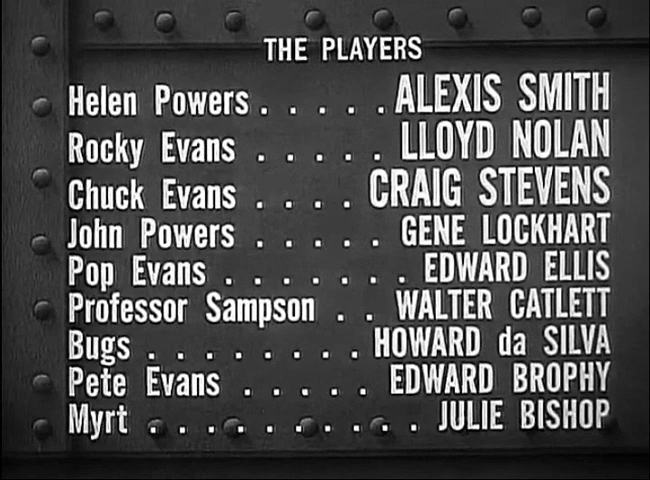 THE PLAYERS
Helen Powers . . . . . ALEXIS SMITH
Rocky Evans . . . . . LLOYD NOLAN
Chuck Evans . . . . CRAIG STEVENS
John Powers . . . . . GENE LOCKHART
Pop Evans . . . . . . . EDWARD ELLIS
Professor Sampson . . WALTER CATLETT
Bugs . . . . . . . . HOWARD da SILVA
Pete Evans . . . . . EDWARD BROPHY
Myrt . . . . . . . . . . JULIE BISHOP